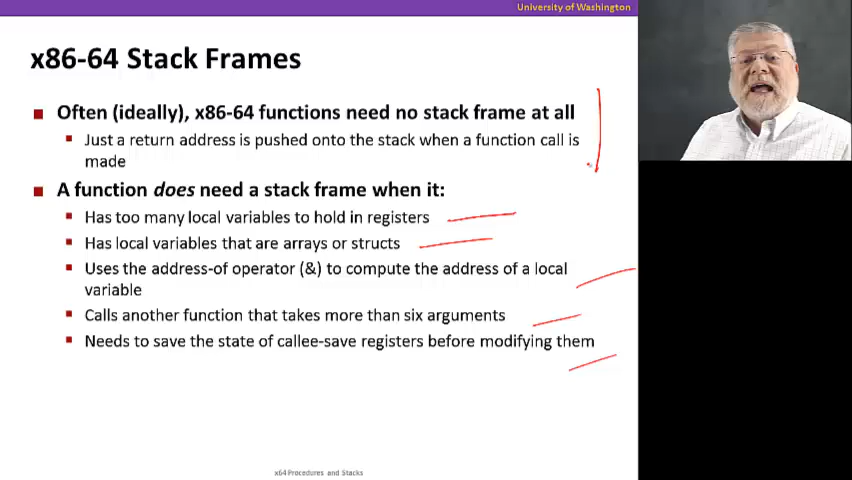 University of Washington
x86-64 Stack Frames
Often (ideally), x86-64 functions need no stack frame at all
Just a return address is pushed onto the stack when a function call is
made
A function does need a stack frame when it:
Has too many local variables to hold in registers
Has local variables that are arrays or structs
Uses the address-of operator (&) to compute the address of a local
variable
Calls another function that takes more than six arguments
Needs to save the state of callee-save registers before modifying them
x64 Procedures and Stacks